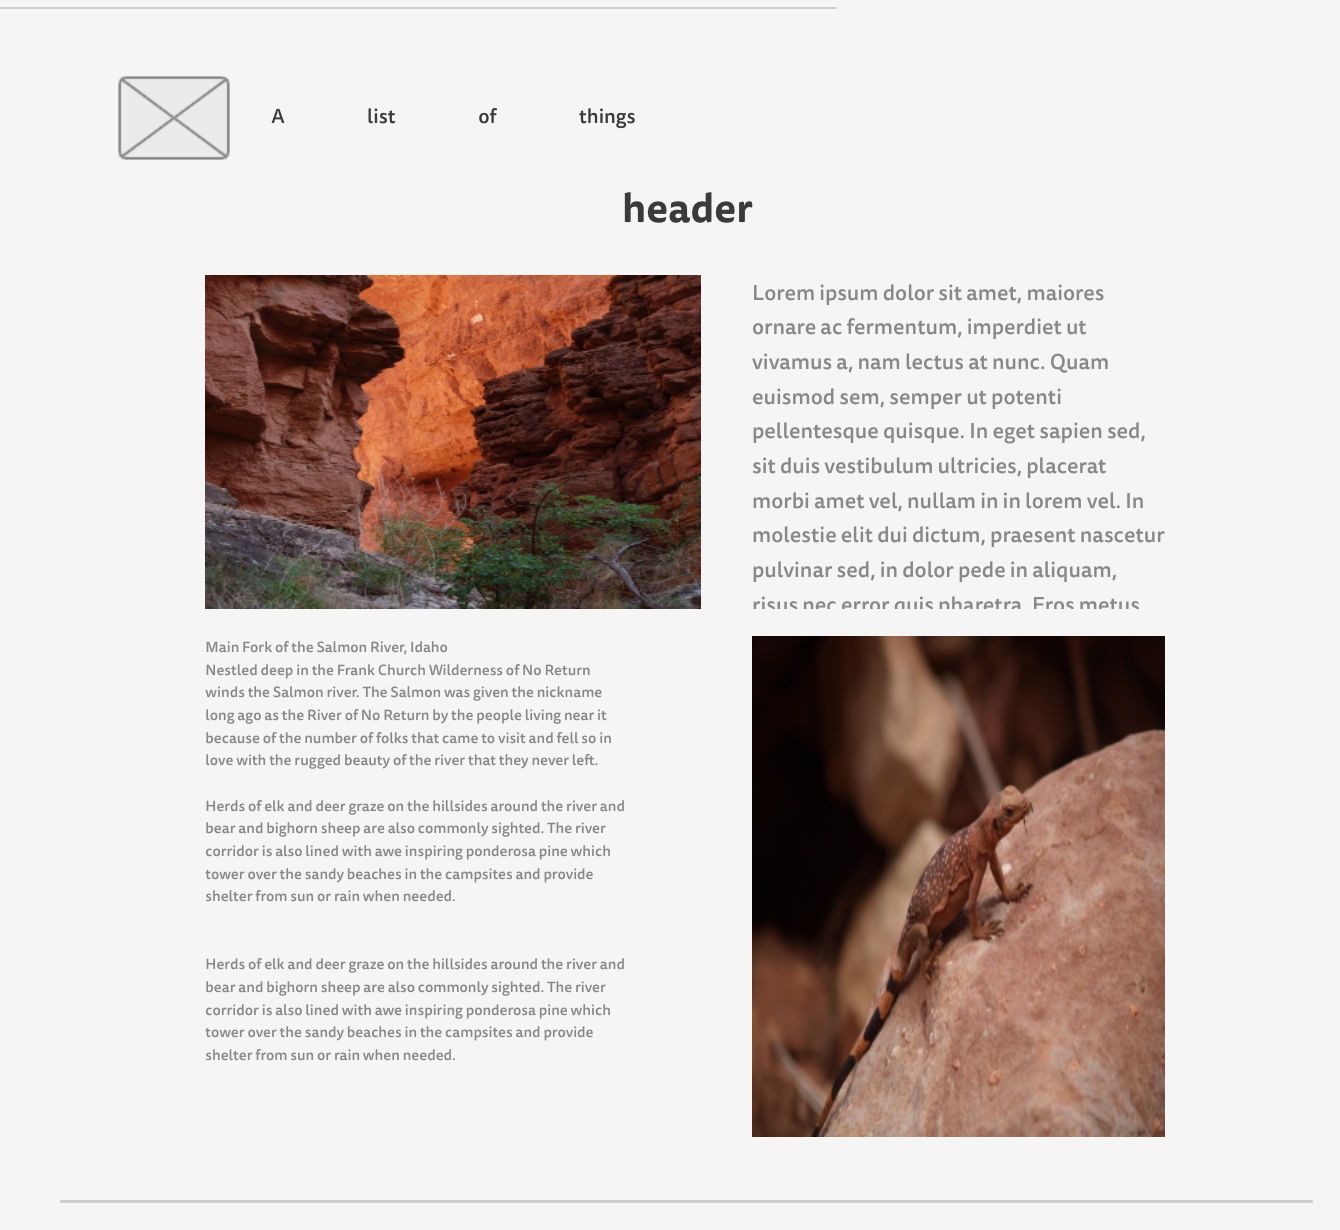 A list of things
header
Lorem ipsum dolor sit amet, maiores
ornare ac fermentum, imperdiet ut
vivamus a, nam lectus at nunc. Quam
euismod sem, semper ut potenti
pellentesque quisque. In eget sapien sed,
sit duis vestibulum ultricies, placerat
morbi amet vel, nullam in in lorem vel. In
molestie elit dui dictum, praesent nascetur
pulvinar sed, in dolor pede in aliquam,
risus nec error quis pharetra. Eros metus
Main Fork of the Salmon River, Idaho
Nestled deep in the Frank Church Wilderness of No Return
winds the Salmon river. The Salmon was given the nickname
long ago as the River of No Return by the people living near it
because of the number of folks that came to visit and fell so in
love with the rugged beauty of the river that they never left.
Herds of elk and deer graze on the hillsides around the river and
bear and bighorn sheep are also commonly sighted. The river
corridor is also lined with awe inspiring ponderosa pine which
tower over the sandy beaches in the campsites and provide
shelter from sun or rain when needed.
Herds of elk and deer graze on the hillsides around the river and
bear and bighorn sheep are also commonly sighted. The river
corridor is also lined with awe inspiring ponderosa pine which
tower over the sandy beaches in the campsites and provide
shelter from sun or rain when needed.